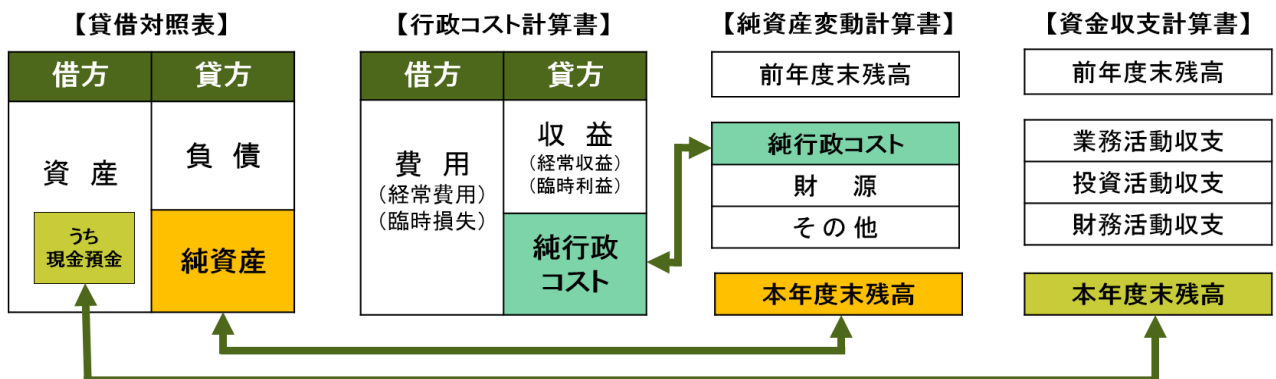 【貸借対照表】
借方
貸方
資 産
うち
現金預金
負 債
純資産
【行政コスト計算書】
借方
貸方
費 用
（経常費用）
（臨時損失）
収 益
（経常収益）
（臨時利益）
純行政
コスト
【純資産変動計算書】
前年度末残高
純行政コスト
財 源
その他
本年度末残高
【資金収支計算書】
前年度末残高
業務活動収支
投資活動収支
財務活動収支
本年度末残高